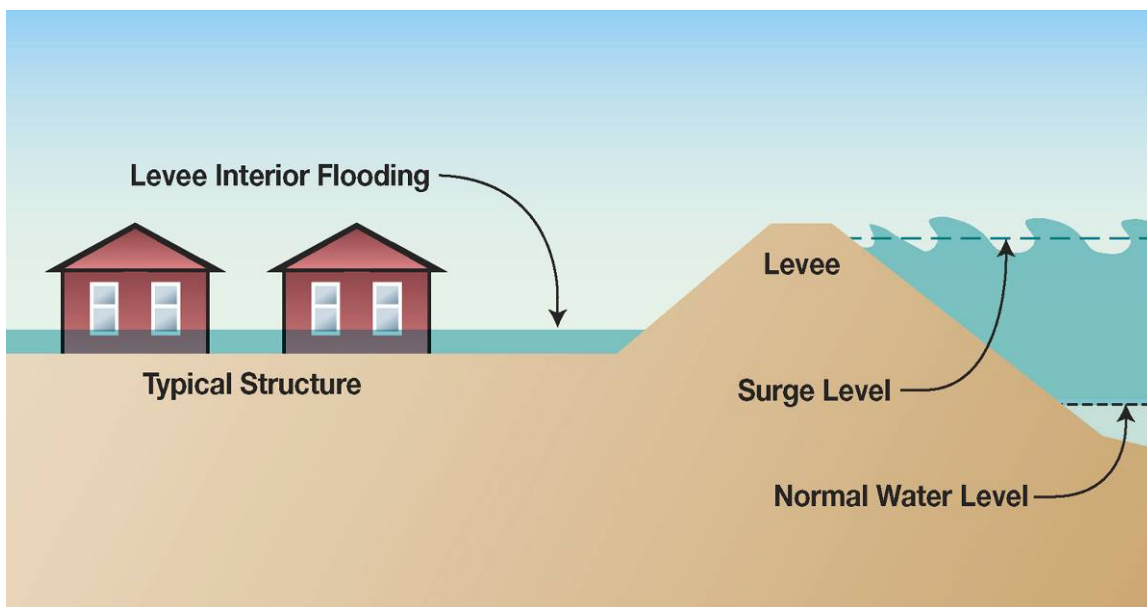 Levee Interior Flooding
Levee
Typical Structure
Surge Level
Normal Water Level